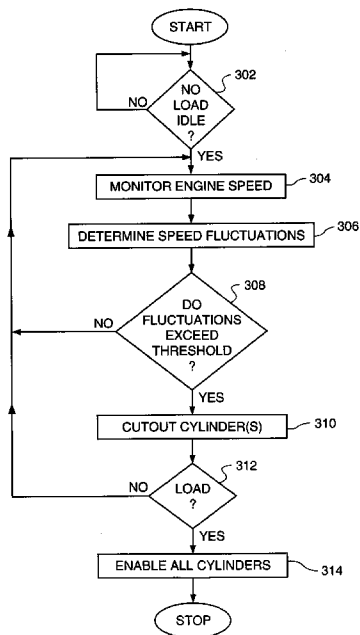 START
302
NO
LOAD
IDLE
?
NO
YES
MONITOR ENGINE SPEED
304
DETERMINE SPEED FLUCTUATIONS
306
308
DO
FLUCTUATIONS
EXCEED
THRESHOLD
?
NO
YES
CUTOUT CYLINDER(S)
310
312
LOAD
?
NO
YES
ENABLE ALL CYLINDERS
314
STOP